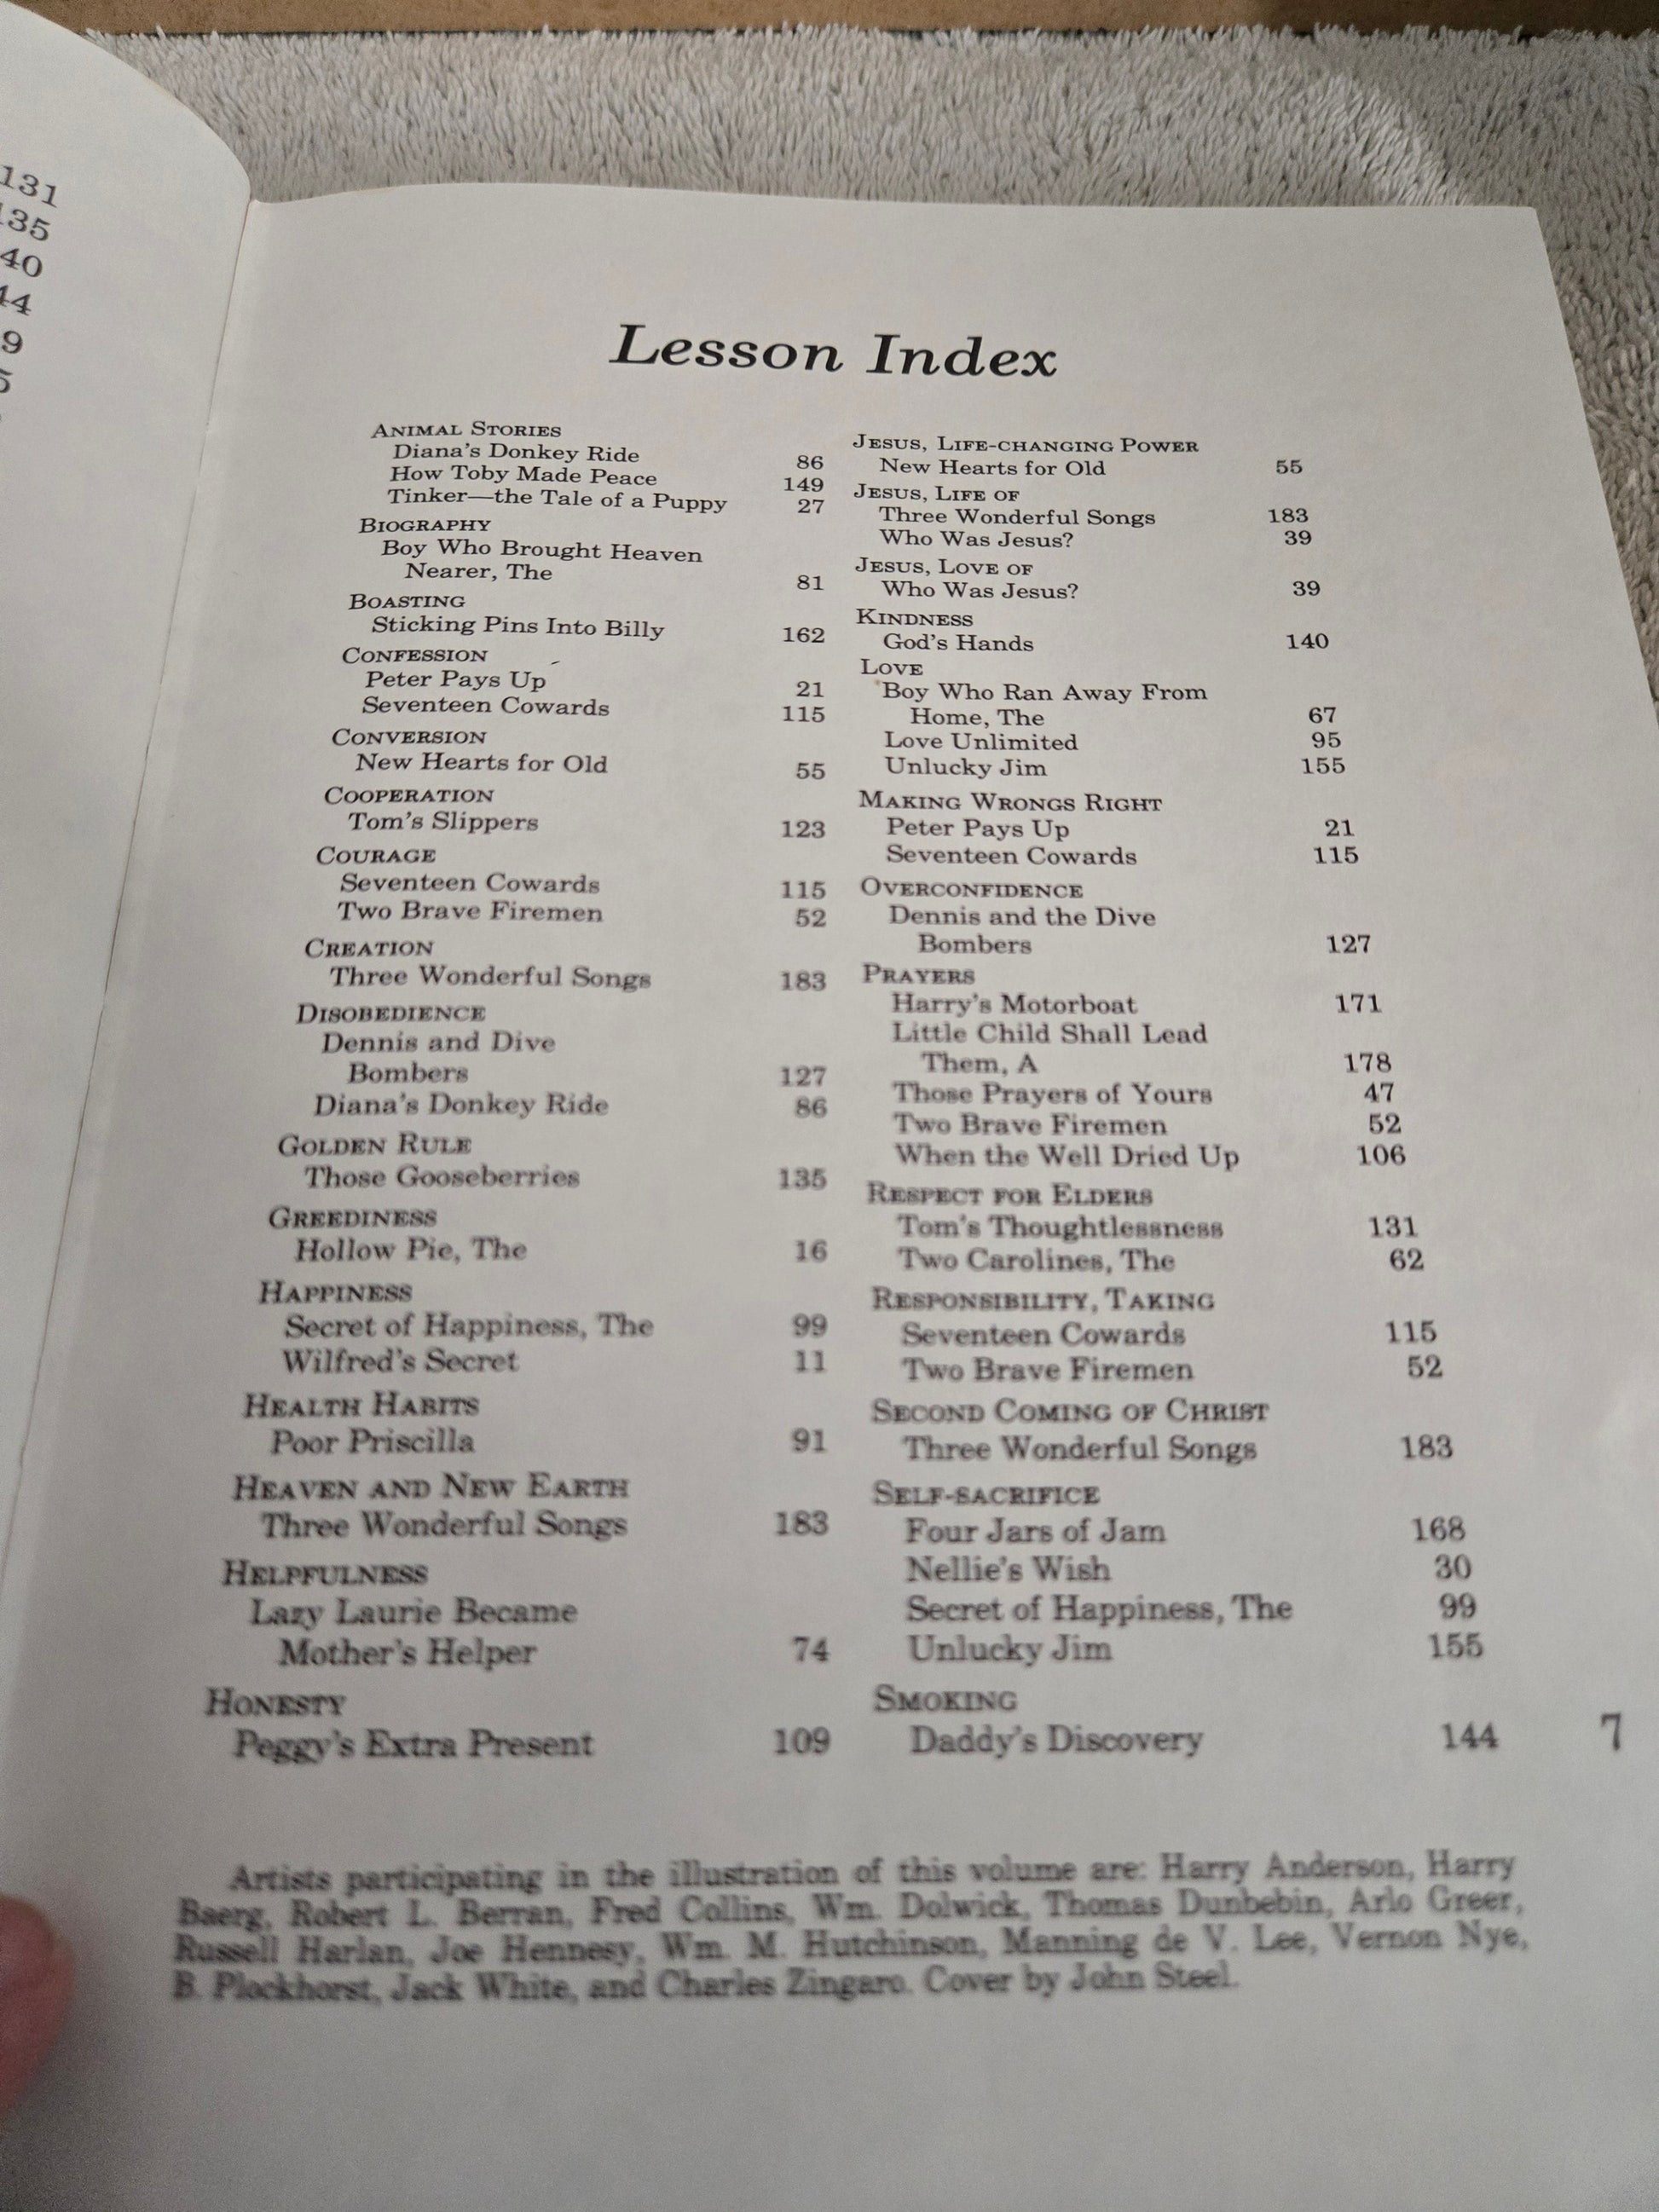 131
135
40
44
9
5
Lesson Index
ANIMAL STORIES
Diana's Donkey Ride 86
How Toby Made Peace 149
Tinker—the Tale of a Puppy 27
BIOGRAPHY
Boy Who Brought Heaven
Nearer, The 81
BOASTING
Sticking Pins Into Billy 162
CONFESSION
Peter Pays Up 21
Seventeen Cowards 115
CONVERSION
New Hearts for Old 55
COOPERATION
Tom's Slippers 123
COURAGE
Seventeen Cowards 115
Two Brave Firemen 52
CREATION
Three Wonderful Songs 183
DISOBEDIENCE
Dennis and Dive
Bombers 127
Diana's Donkey Ride 86
GOLDEN RULE
Those Gooseberries 135
GREEDINESS
Hollow Pie, The 16
HAPPINESS
Secret of Happiness, The 99
Wilfred's Secret 11
HEALTH HABITS
Poor Priscilla 91
HEAVEN AND NEW EARTH
Three Wonderful Songs 183
HELPFULNESS
Lazy Laurie Became
Mother's Helper 74
HONESTY
Peggy's Extra Present 109
JESUS, LIFE-CHANGING POWER
New Hearts for Old 55
JESUS, LIFE OF
Three Wonderful Songs 183
Who Was Jesus? 39
JESUS, LOVE OF
Who Was Jesus? 39
KINDNESS
God's Hands 140
LOVE
Boy Who Ran Away From
Home, The 67
Love Unlimited 95
Unlucky Jim 155
MAKING WRONGS RIGHT
Peter Pays Up 21
Seventeen Cowards 115
OVERCONFIDENCE
Dennis and the Dive
Bombers 127
PRAYERS
Harry's Motorboat 171
Little Child Shall Lead
Them, A 178
Those Prayers of Yours 47
Two Brave Firemen 52
When the Well Dried Up 106
RESPECT FOR ELDERS
Tom's Thoughtlessness 131
Two Carolines, The 62
RESPONSIBILITY, TAKING
Seventeen Cowards 115
Two Brave Firemen 52
SECOND COMING OF CHRIST
Three Wonderful Songs 183
SELF-SACRIFICE
Four Jars of Jam 168
Nellie's Wish 30
Secret of Happiness, The 99
Unlucky Jim 155
SMOKING
Daddy's Discovery 144
7
Artists participating in the illustration of this volume are: Harry Anderson, Harry
Baerg, Robert L. Berran, Fred Collins, Wm. Dolwick, Thomas Dunbebin, Arlo Greer,
Russell Harlan, Joe Hennesy, Wm. M. Hutchinson, Manning de V. Lee, Vernon Nye,
B. Plockhorst, Jack White, and Charles Zingaro. Cover by John Steel.